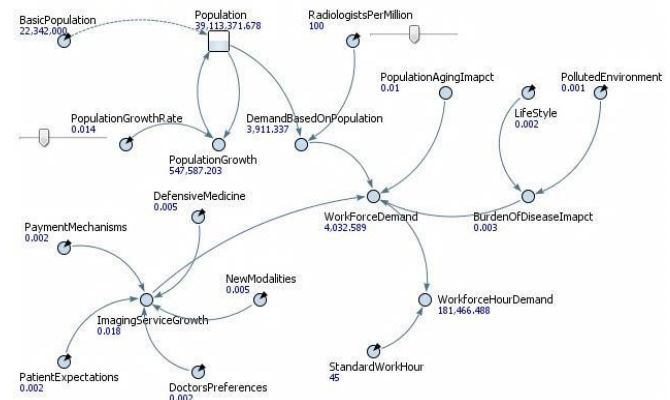 BasicPopulation
22,342.000
Population
39,113,371.678
RadiologistsPerMillion
100
PopulationAgingImapct
0.01
PollutedEnvironment
0.001
LifeStyle
0.002
PopulationGrowthRate
0.014
DemandBasedOnPopulation
3,911.337
PopulationGrowth
547,587.203
DefensiveMedicine
0.005
WorkForceDemand
4,032.589
BurdenOfDiseaseImapct
0.003
PaymentMechanisms
0.002
NewModalities
0.005
WorkforceHourDemand
181,466.488
ImagingServiceGrowth
0.018
StandardWorkHour
45
PatientExpectations
0.002
DoctorsPreferences
0.002